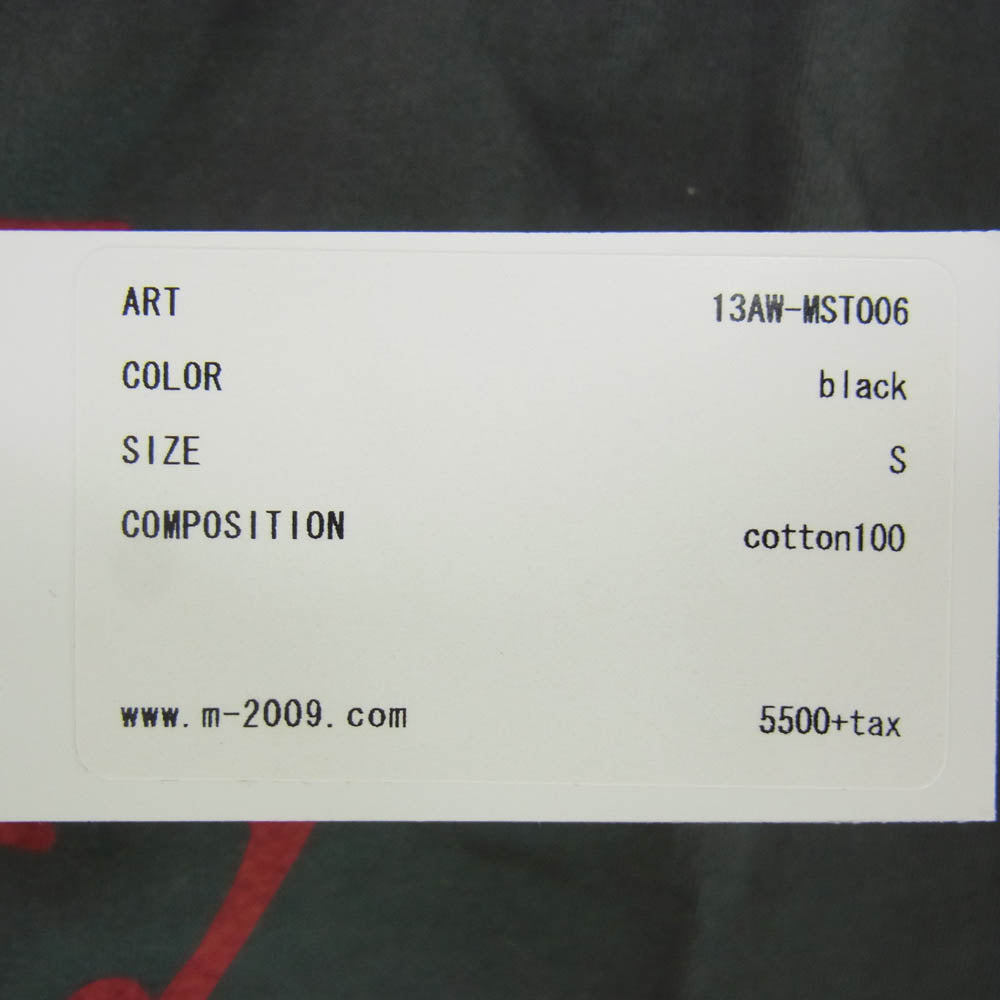 ART 13AW-MST006
COLOR black
SIZE S
COMPOSITION cotton100
www.m-2009.com 5500+tax